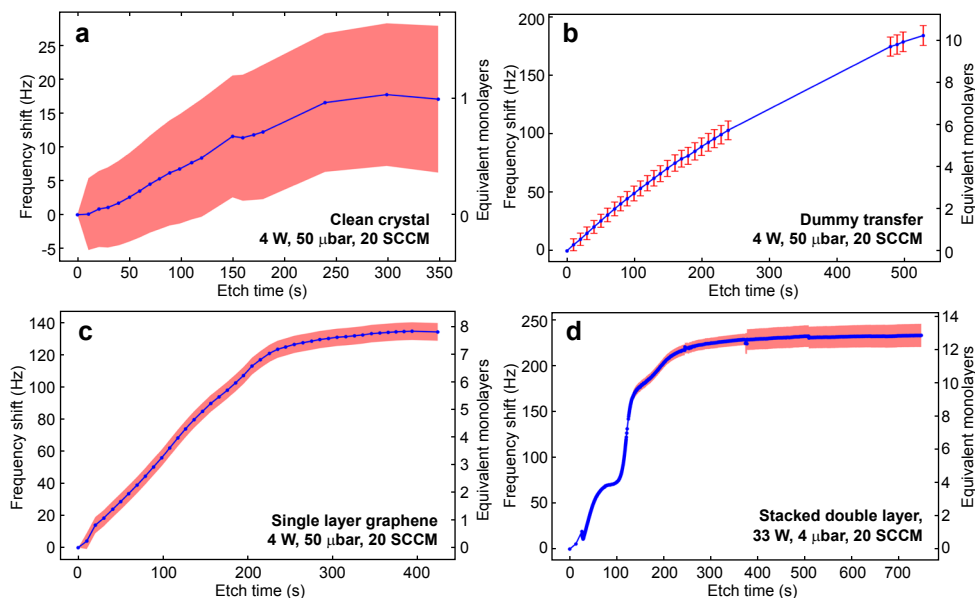 a
Frequency shift (Hz)
25
20
15
10
5
0
-5
1
0
Equivalent monolayers
Clean crystal
4 W, 50 μbar, 20 SCCM
0 50 100 150 200 250 300 350
Etch time (s)
b
Frequency shift (Hz)
200
150
100
50
0
10
8
6
4
2
0
Equivalent monolayers
Dummy transfer
4 W, 50 μbar, 20 SCCM
0 100 200 300 400 500
Etch time (s)
c
Frequency shift (Hz)
140
120
100
80
60
40
20
0
8
7
6
5
4
3
2
1
0
Equivalent monolayers
Single layer graphene
4 W, 50 μbar, 20 SCCM
0 100 200 300 400
Etch time (s)
d
Frequency shift (Hz)
250
200
150
100
50
0
14
12
10
8
6
4
2
0
Equivalent monolayers
Stacked double layer,
33 W, 4 μbar, 20 SCCM
0 100 200 300 400 500 600 700
Etch time (s)